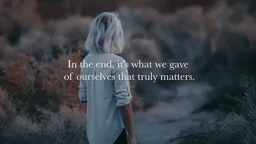 In the end, it's what we gave
of ourselves that truly matters.